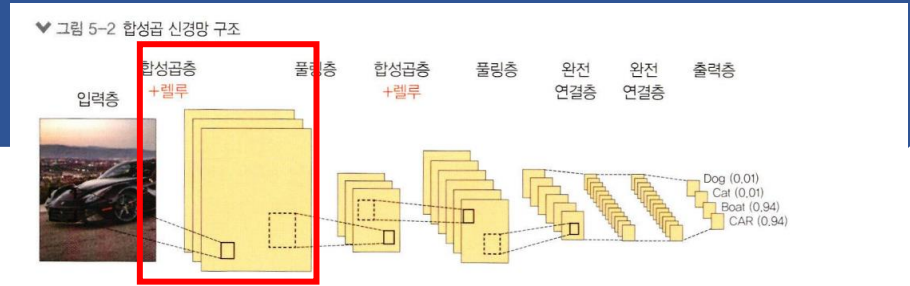 그림 5-2 합성곱 신경망 구조
입력층
합성곱층
+렐루
풀링층
합성곱층
+렐루
풀링층
완전
연결층
완전
연결층
출력층
Dog (0,01)
Cat (0,01)
Boat (0,94)
CAR (0,94)